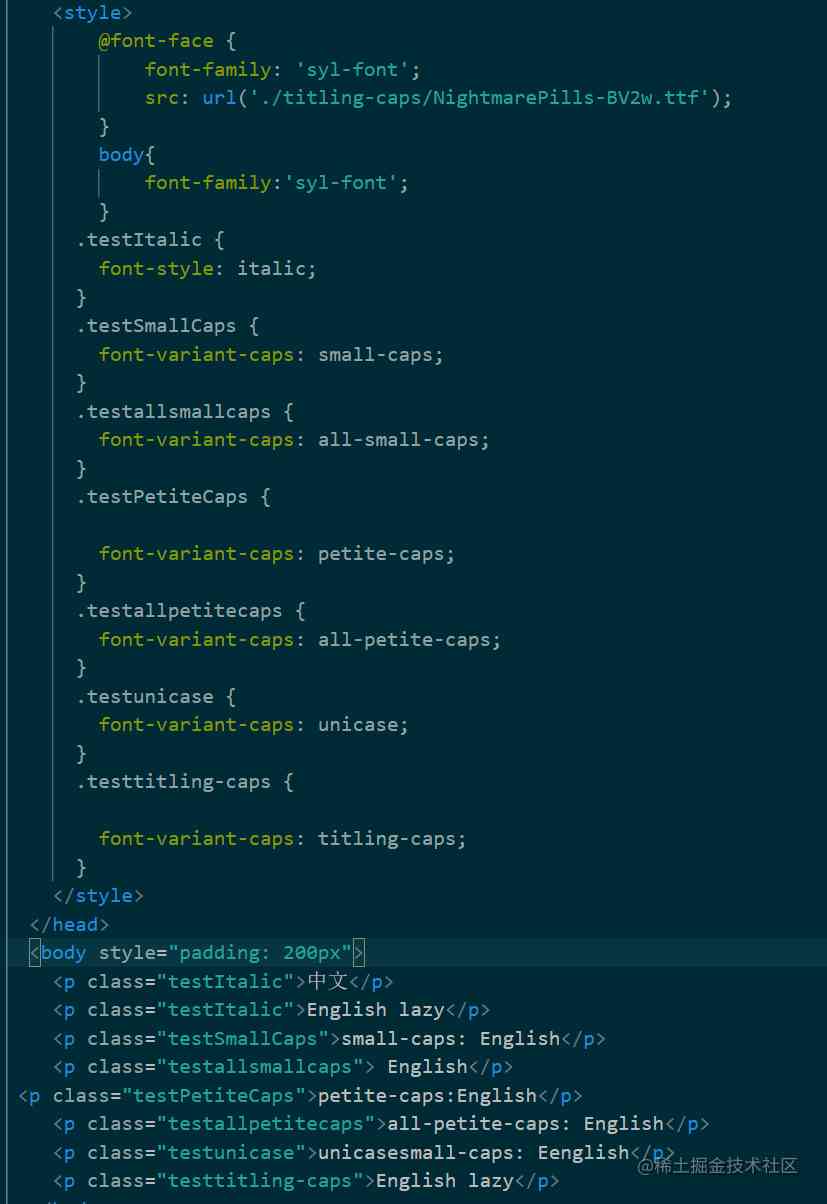 <style>
@font-face {
font-family: 'syl-font';
src: url('./titling-caps/NightmarePills-BV2w.ttf');
}
body{
font-family:'syl-font';
}
.testItalic {
font-style: italic;
}
.testSmallCaps {
font-variant-caps: small-caps;
}
.testallsmallcaps {
font-variant-caps: all-small-caps;
}
.testPetiteCaps {
font-variant-caps: petite-caps;
}
.testallpetitecaps {
font-variant-caps: all-petite-caps;
}
.testunicase {
font-variant-caps: unicase;
}
.testtitling-caps {
font-variant-caps: titling-caps;
}
</style>
</head>
<body style="padding: 200px">
<p class="testItalic">中文</p>
<p class="testItalic">English lazy</p>
<p class="testSmallCaps">small-caps: English</p>
<p class="testallsmallcaps"> English</p>
<p class="testPetiteCaps">petite-caps:English</p>
<p class="testallpetitecaps">all-petite-caps: English</p>
<p class="testunicase">unicasesmall-caps: Eenglish</p>
<p class="testtitling-caps">English lazy</p>
@稀土掘金技术社区